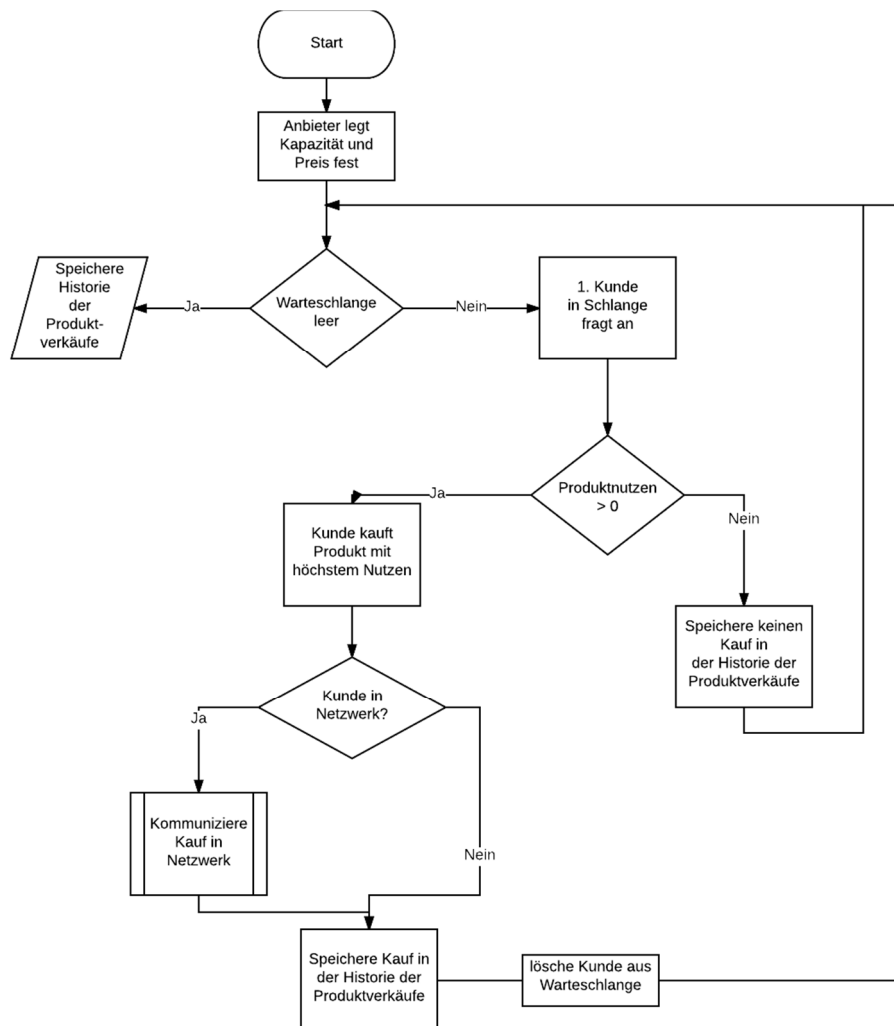 Start
Anbieter legt
Kapazität und
Preis fest
Speichere
Historie
der
Produkt-
verkäufe
Ja
Warteschlange
leer
Nein
1. Kunde
in Schlange
fragt an
Ja
Produktnutzen
> 0
Nein
Kunde kauft
Produkt mit
höchstem Nutzen
Speichere keinen
Kauf in
der Historie der
Produktverkäufe
Kunde in
Netzwerk?
Ja
Kommuniziere
Kauf in
Netzwerk
Nein
Speichere Kauf in
der Historie der
Produktverkäufe
lösche Kunde aus
Warteschlange